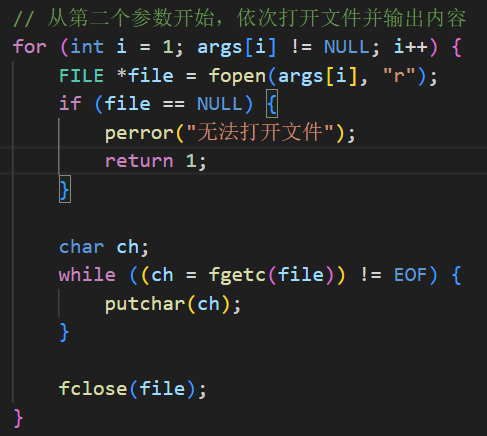 // 从第二个参数开始，依次打开文件并输出内容
for (int i = 1; args[i] != NULL; i++) {
    FILE *file = fopen(args[i], "r");
    if (file == NULL) {
        perror("无法打开文件");
        return 1;
    }

    char ch;
    while ((ch = fgetc(file)) != EOF) {
        putchar(ch);
    }

    fclose(file);
}